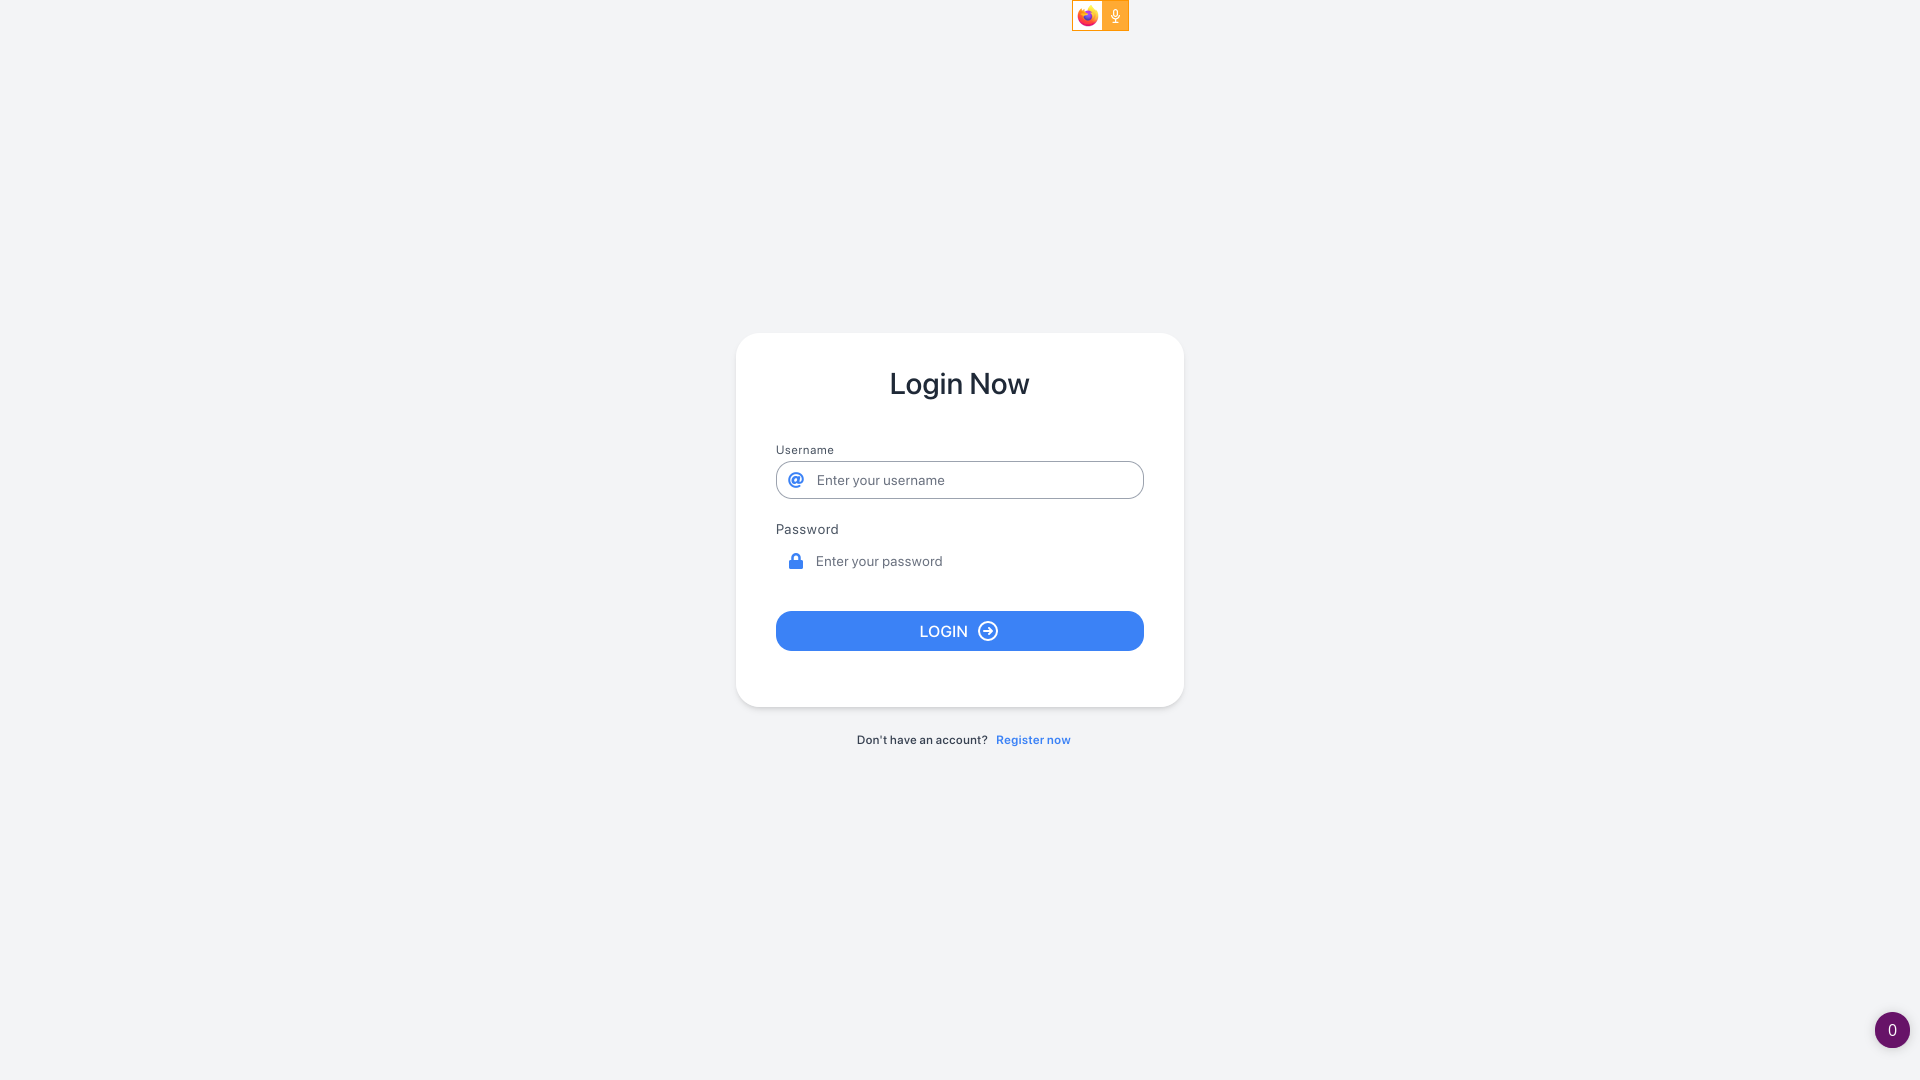 Login Now
Username
Enter your username
Password
Enter your password
LOGIN
Don't have an account? Register now
0